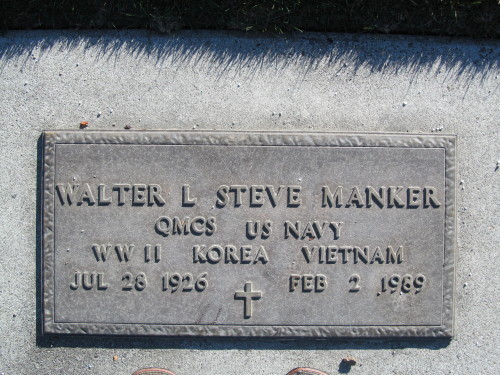 WALTER L STEVE MANKER
QMCS US NAVY
WW II KOREA VIETNAM
JUL 28 1926 FEB 2 1989